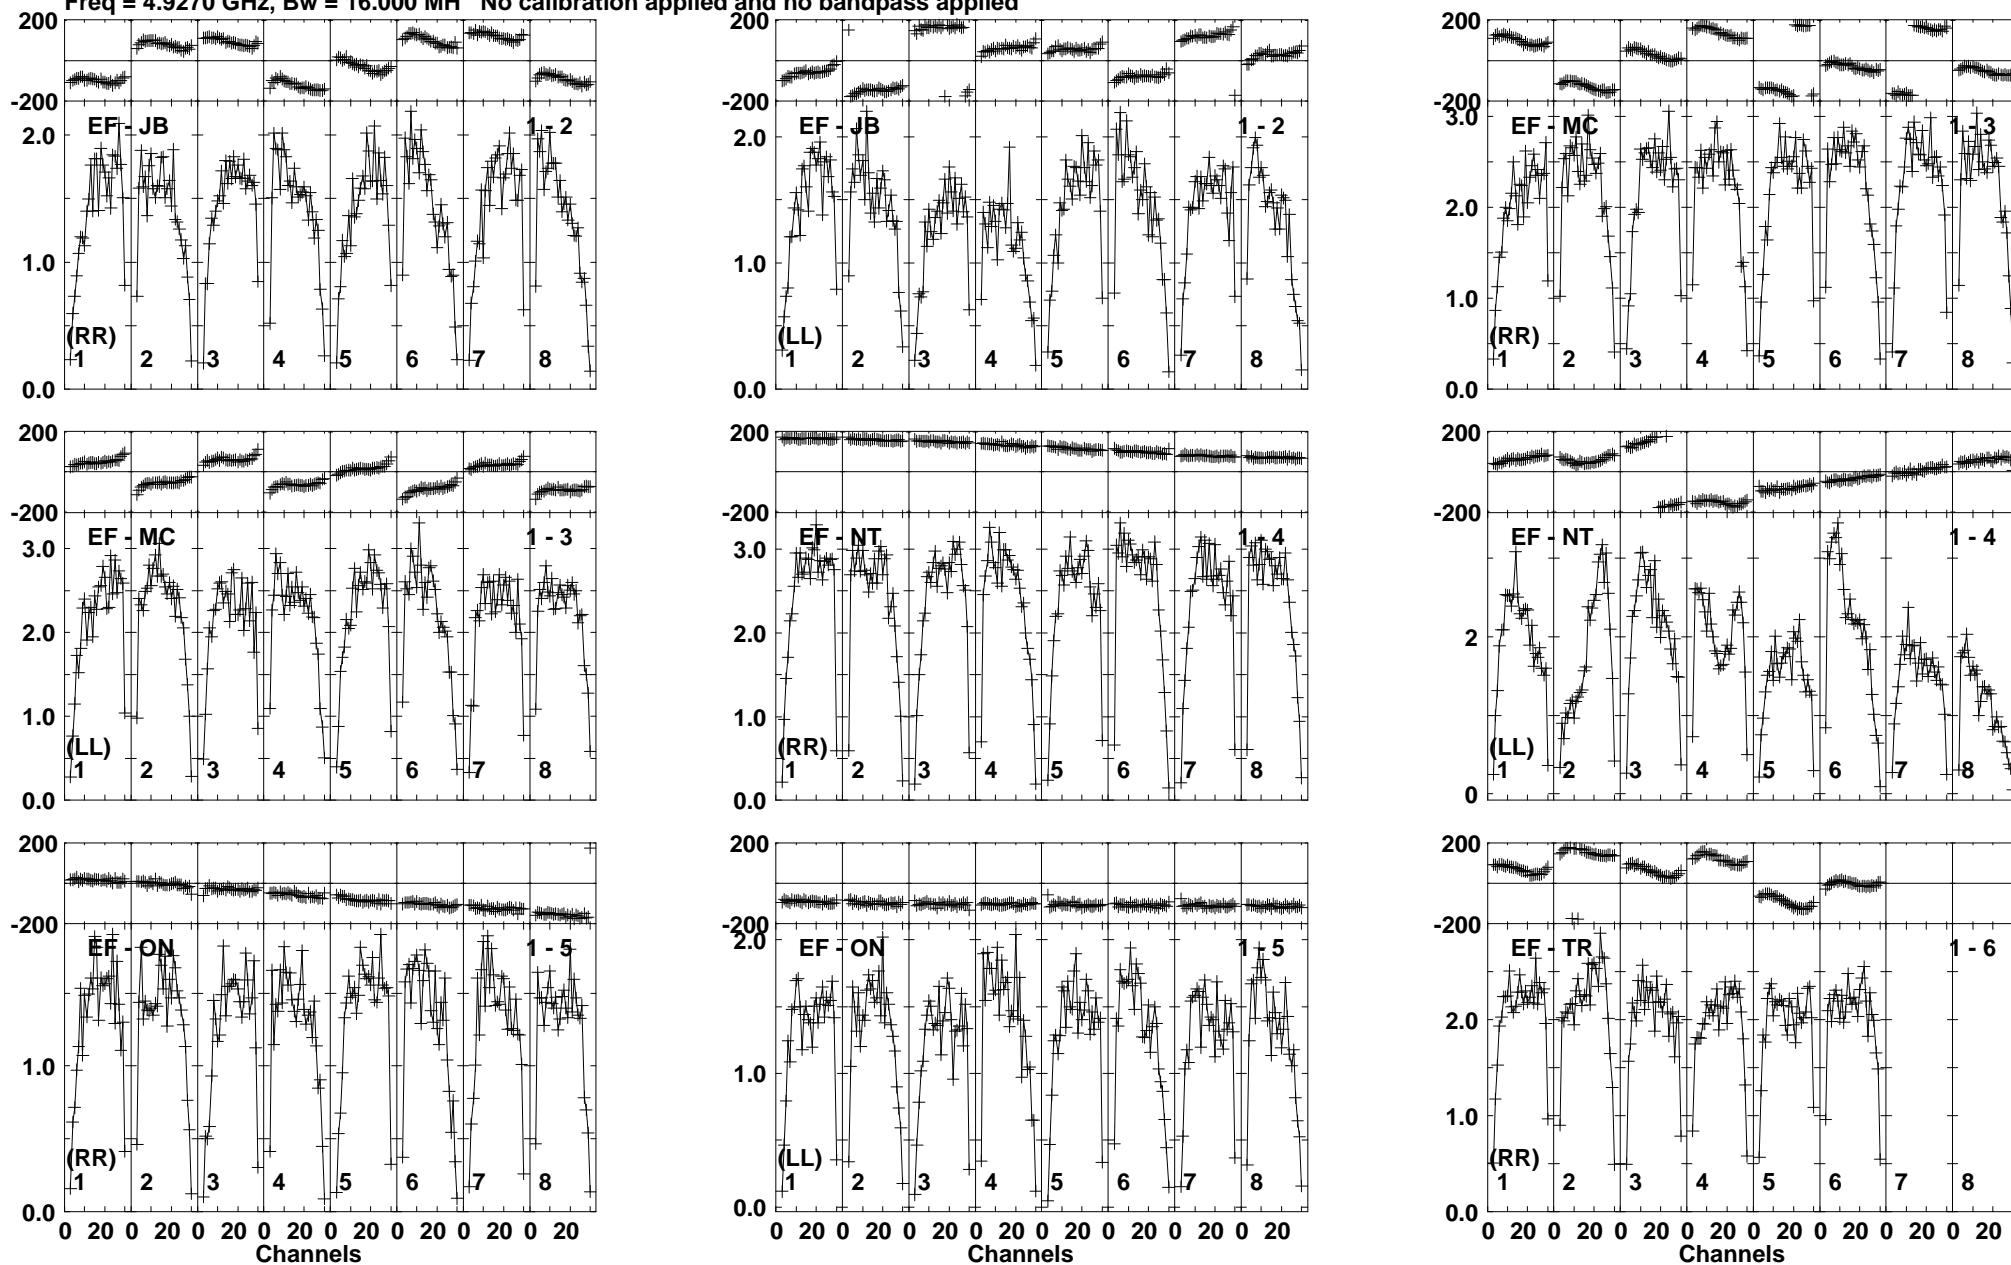 Freq = 4.9270 GHz, Bw = 16.000 MH No calibration applied and no bandpass applied
200 200 200
-200 -200 -200
EF - JB 1 - 2 EF - JB 1 - 2 EF - MC 1 - 3
2.0 2.0 3.0
2.0
1.0 1.0 1.0
(RR) (LL) (RR)
1 2 3 4 5 6 7 8 1 2 3 4 5 6 7 8 1 2 3 4 5 6 7 8
0.0 0.0 0.0
200 200 200
-200 -200 -200
EF - MC 1 - 3 EF - NT 1 - 4 EF - NT 1 - 4
3.0 3.0
2.0 2.0 2
1.0 1.0
(LL) (RR) (LL)
1 2 3 4 5 6 7 8 1 2 3 4 5 6 7 8 1 2 3 4 5 6 7 8
0.0 0.0 0
200 200 200
-200 -200 -200
2.0
EF - ON 1 - 5 EF - ON 1 - 5 EF - TR 1 - 6
2.0
1.0 1.0 1.0
(RR) (LL) (RR)
1 2 3 4 5 6 7 8 1 2 3 4 5 6 7 8 1 2 3 4 5 6 7 8
0.0 0.0 0.0
0 20 0 20 0 20 0 20 0 20 0 20 0 20 0 20 0 20 0 20 0 20 0 20 0 20 0 20 0 20 0 20 0 20 0 20 0 20 0 20 0 20 0 20 0 20 0 20
Channels Channels Channels